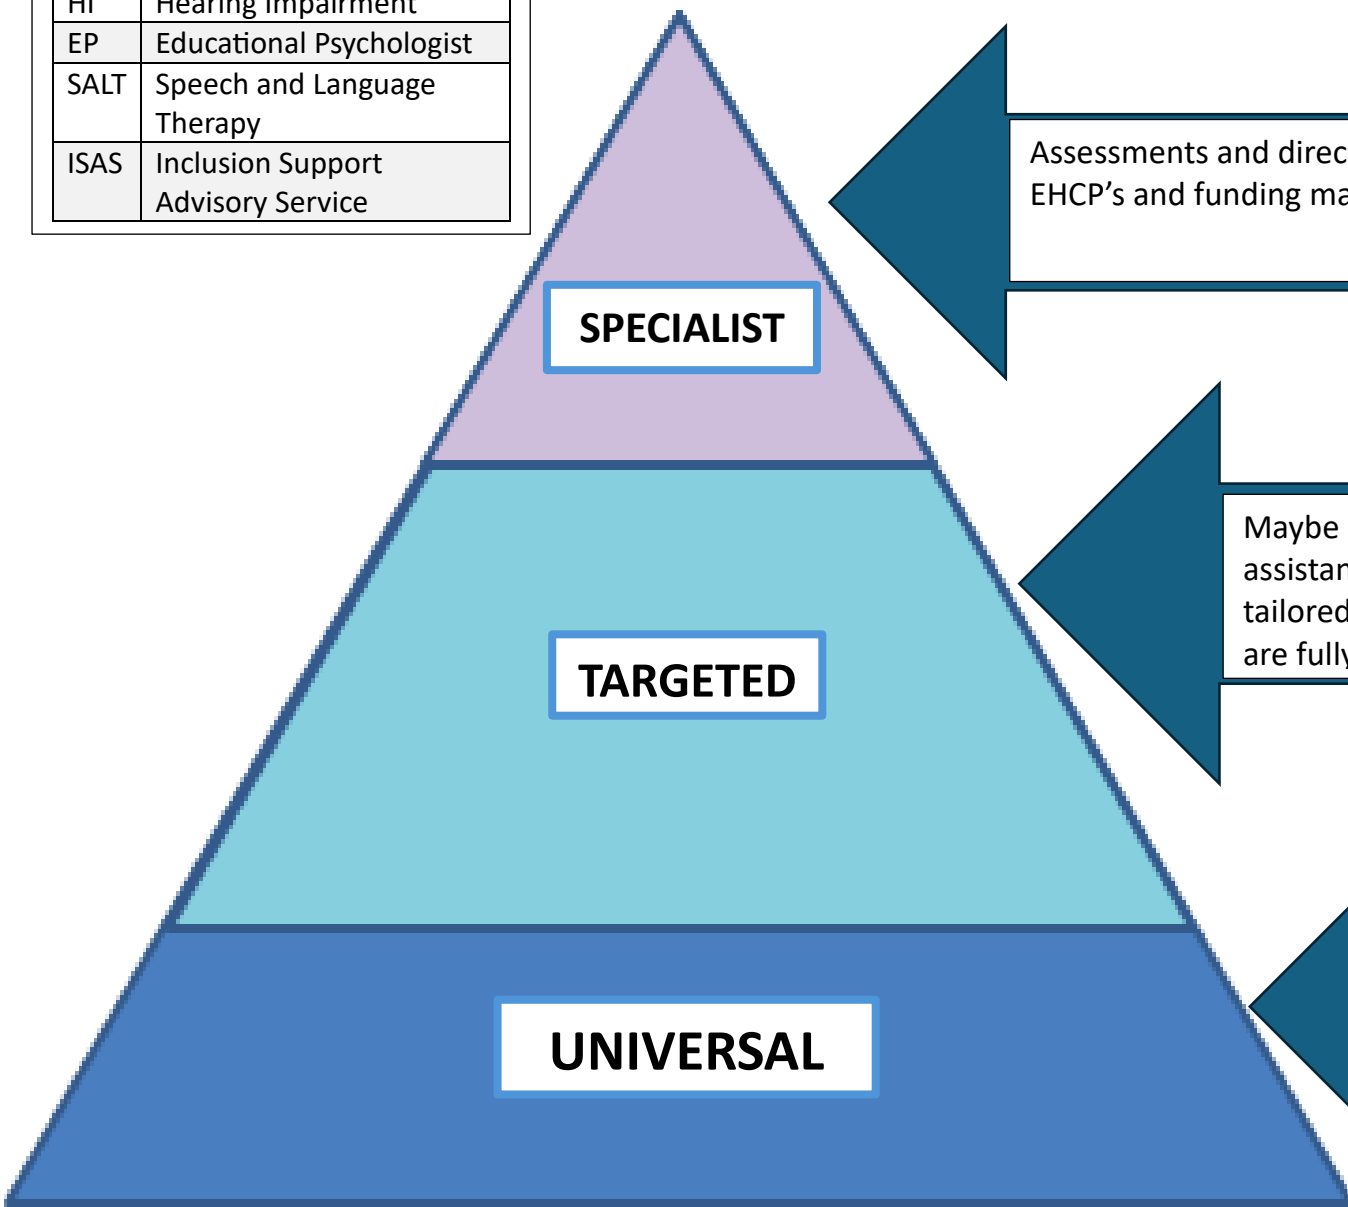 HI Hearing Impairment
EP Educational Psychologist
SALT Speech and Language
Therapy
ISAS Inclusion Support
Advisory Service
Assessments and direc
EHCP's and funding ma
SPECIALIST
Maybe
assistan
tailored
are fully
TARGETED
UNIVERSAL